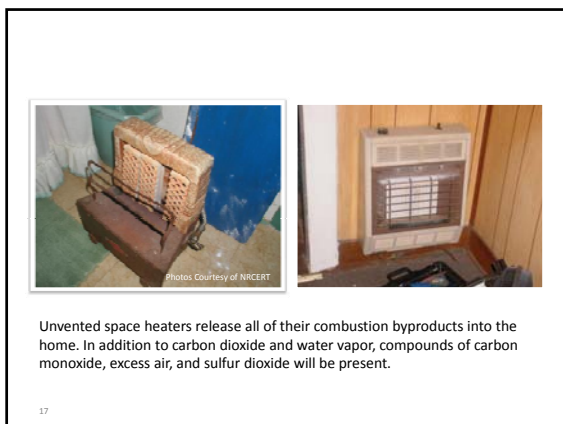 Photos Courtesy of NRCERT
Unvented space heaters release all of their combustion byproducts into the
home. In addition to carbon dioxide and water vapor, compounds of carbon
monoxide, excess air, and sulfur dioxide will be present.
17